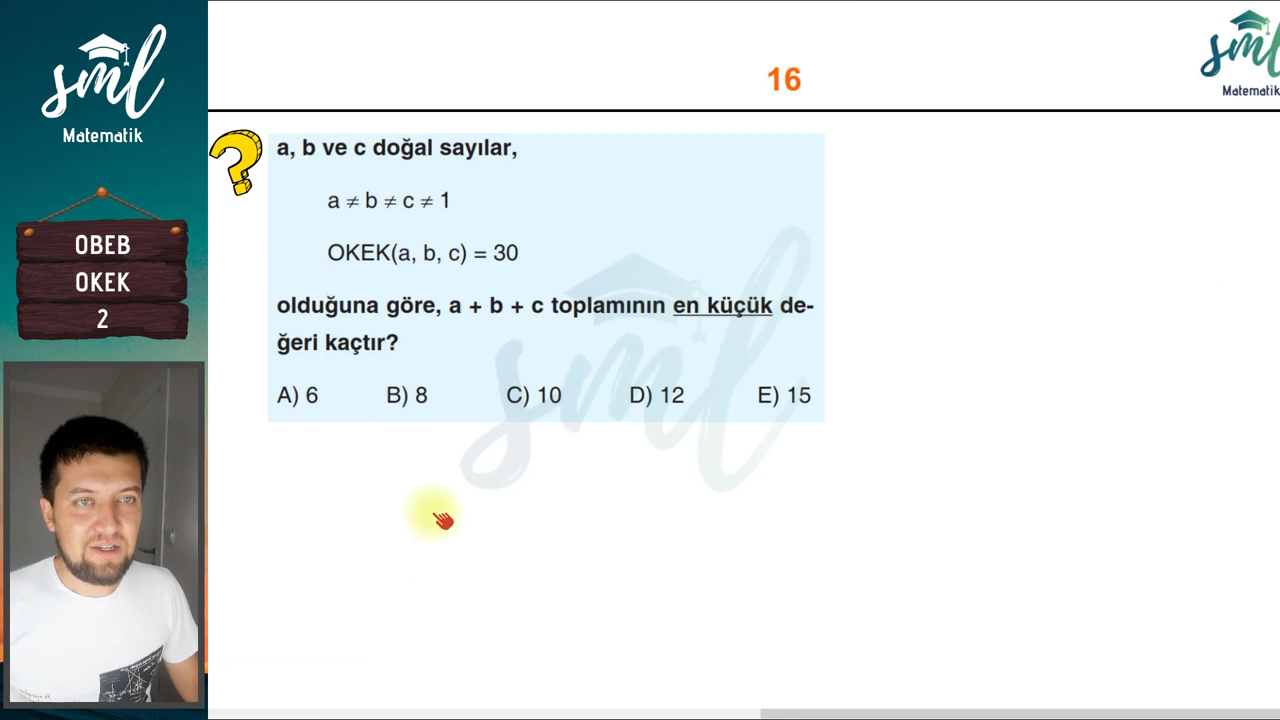 sml
Matematik
OBEB
OKEK
2
16
sml
Matematik
a, b ve c doğal sayılar,
a ≠ b ≠ c ≠ 1
OKEK(a, b, c) = 30
olduğuna göre, a + b + c toplamının en küçük de-
ğeri kaçtır?
A) 6 B) 8 C) 10 D) 12 E) 15
sml